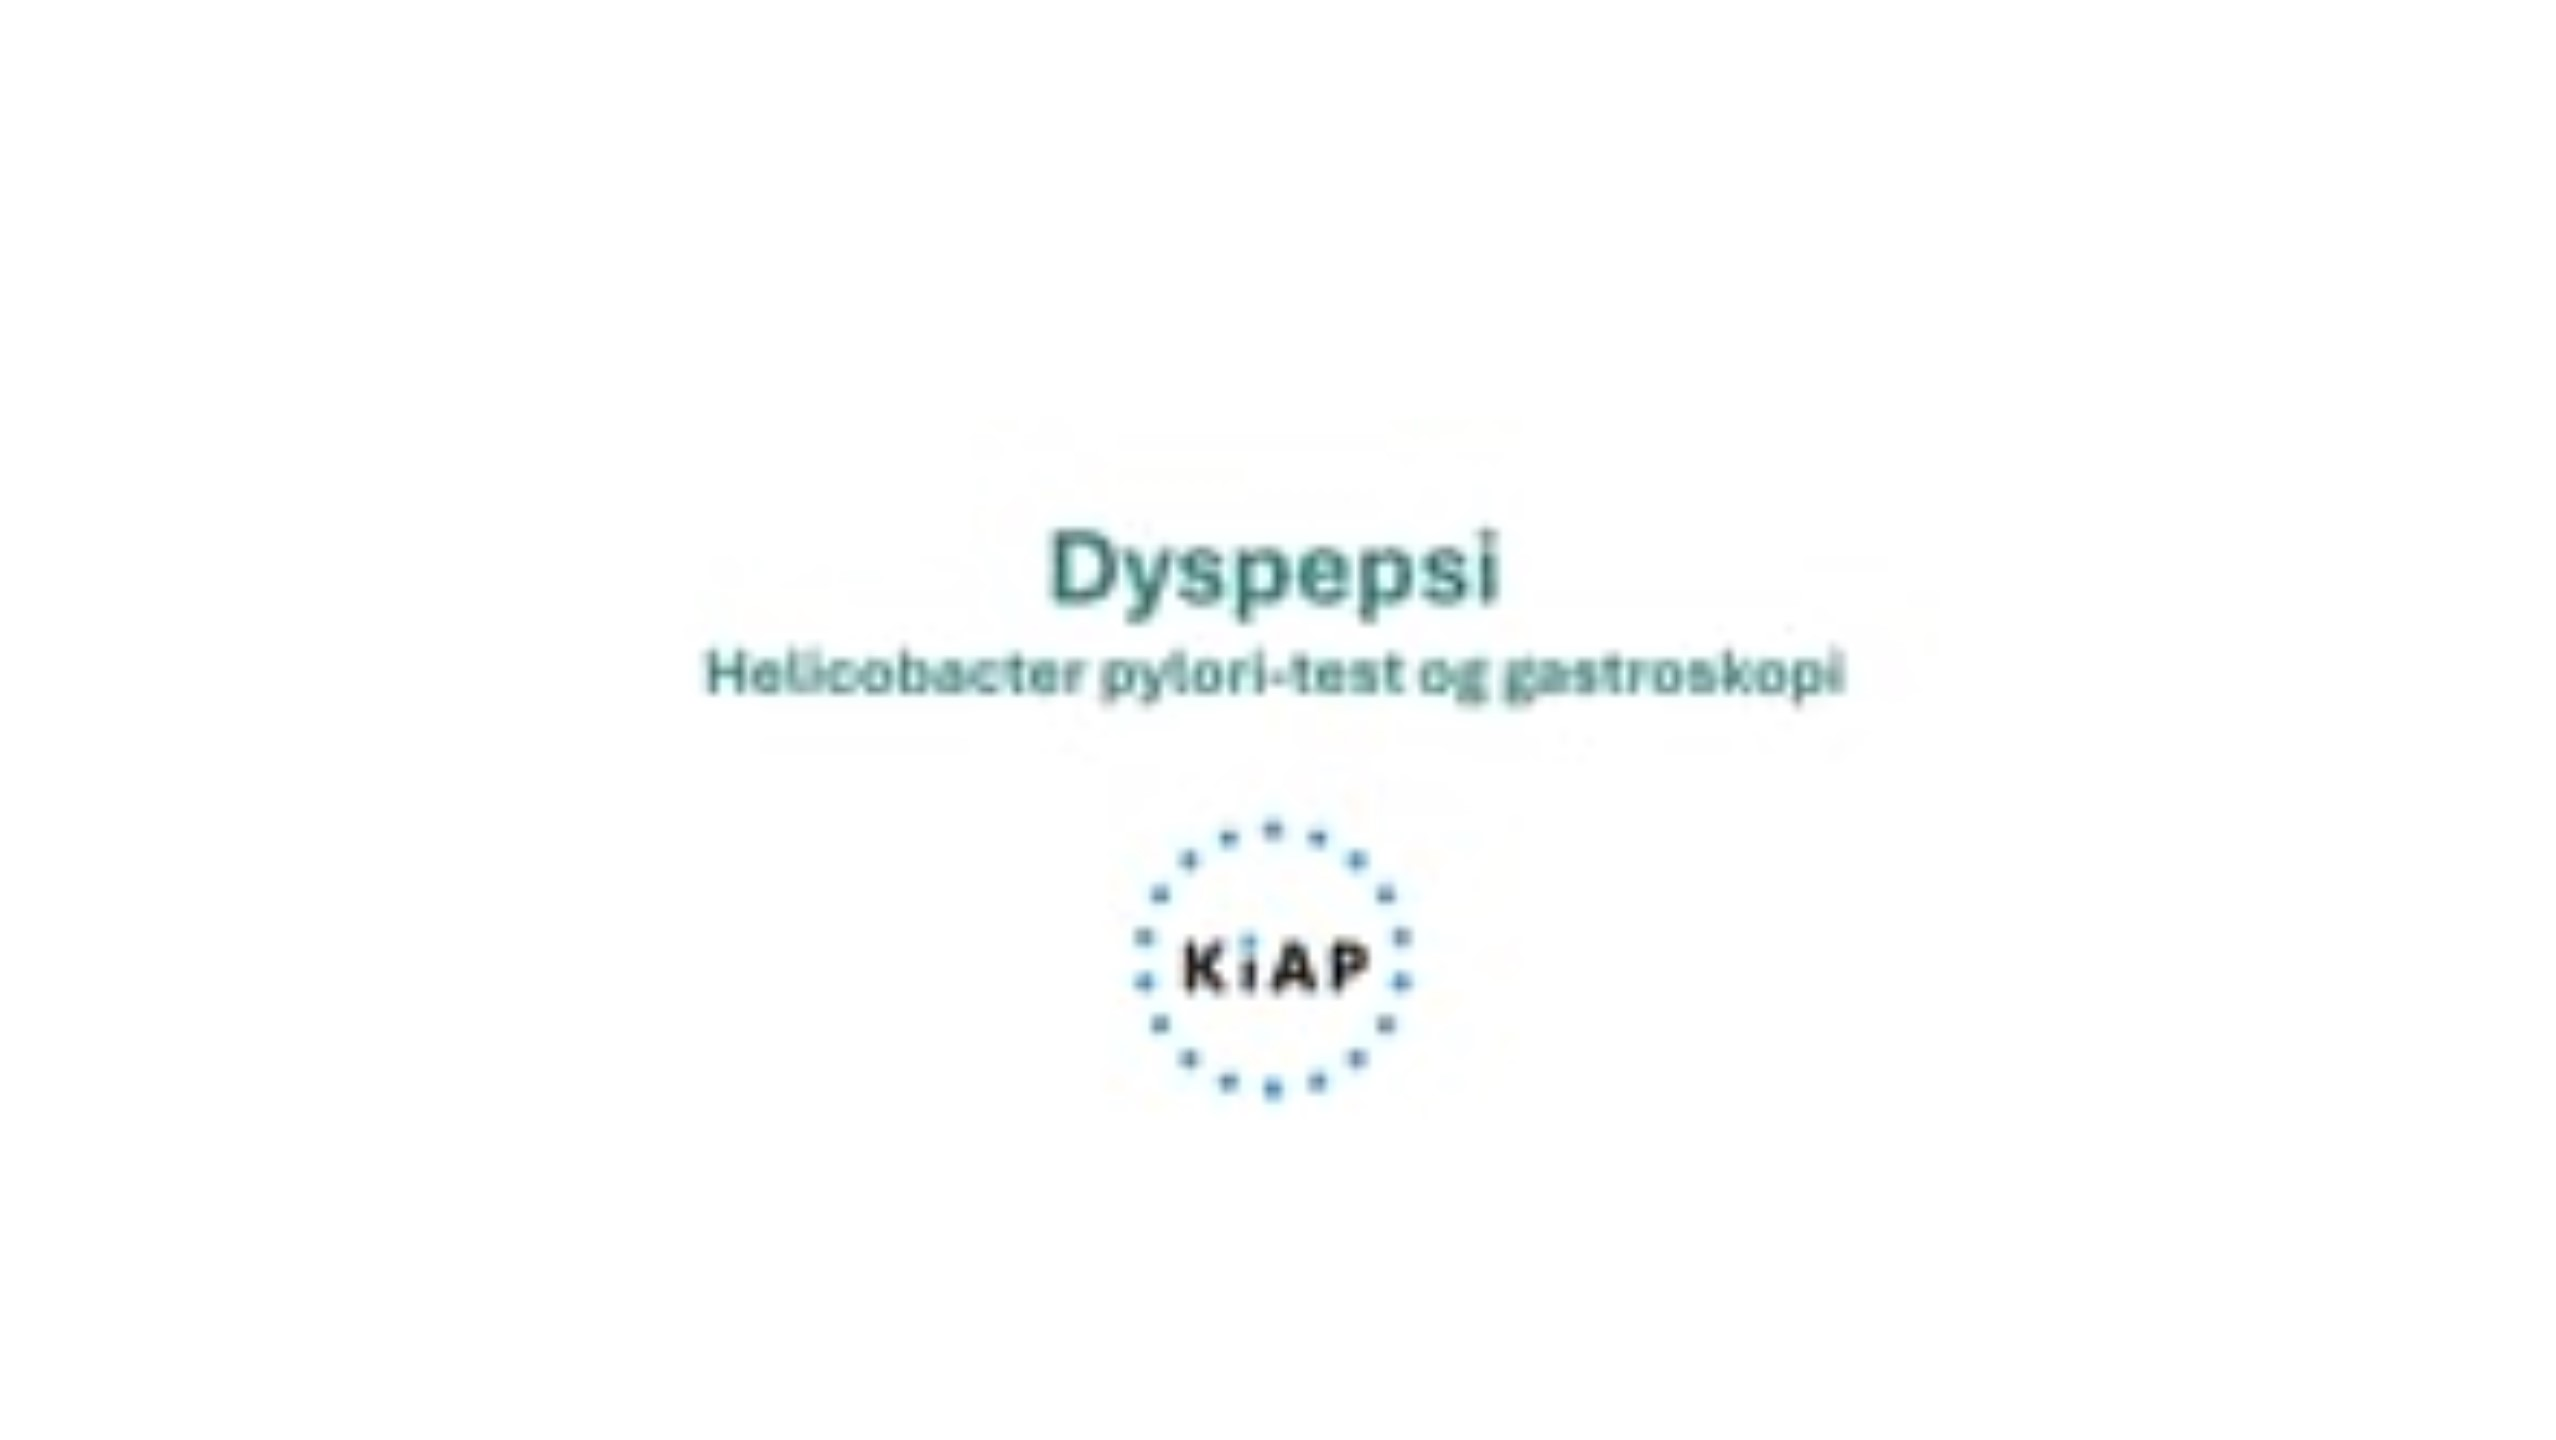 Dyspepsi
Helicobacter pylori-test og gastroskopi
KiAP